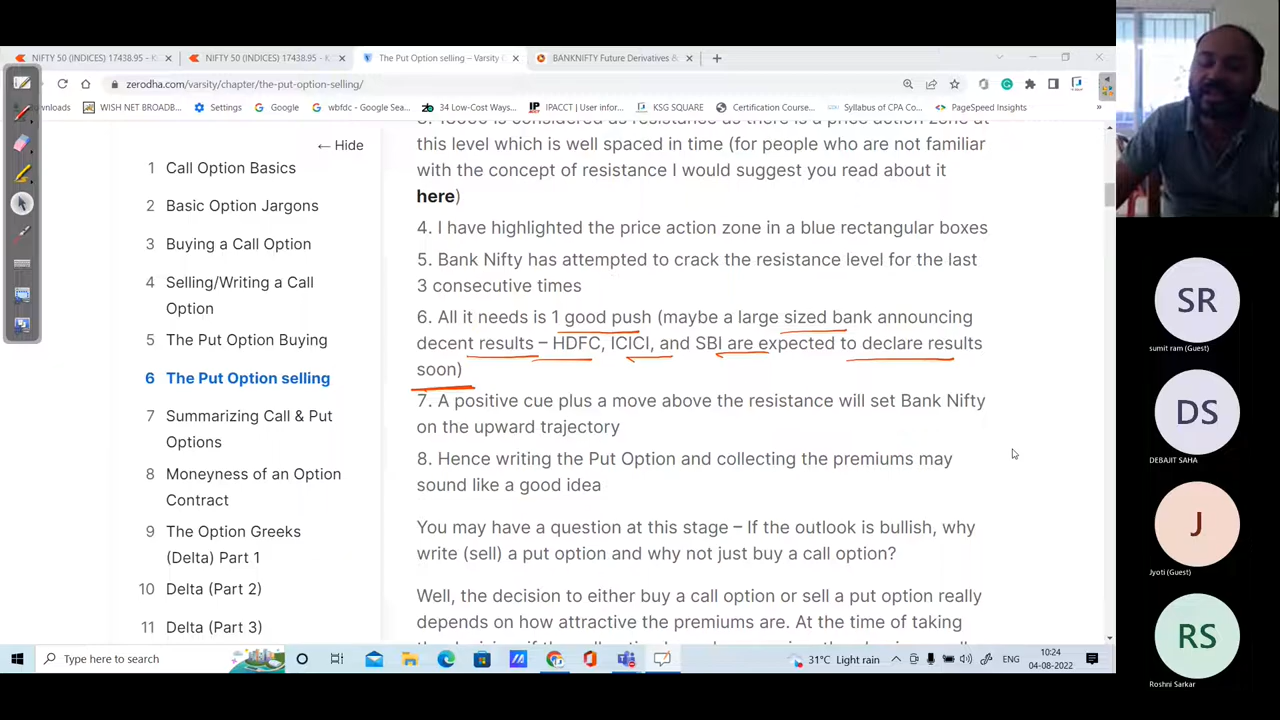 NIFTY 50 (INDICES) 17438.95 -
NIFTY 50 (INDICES) 17438.95 -
The Put Option selling – Varsity
BANKNIFTY Future Derivatives &
zerodha.com/varsity/chapter/the-put-option-selling/
WISH NET BROADB...
Settings
Google
wbfdc - Google Sea...
34 Low-Cost Ways...
IPACCT | User infor...
KSG SQUARE
Certification Course...
Syllabus of CPA Co...
PageSpeed Insights
← Hide
1 Call Option Basics
2 Basic Option Jargons
3 Buying a Call Option
4 Selling/Writing a Call
Option
5 The Put Option Buying
6 The Put Option selling
7 Summarizing Call & Put
Options
8 Moneyness of an Option
Contract
9 The Option Greeks
(Delta) Part 1
10 Delta (Part 2)
11 Delta (Part 3)
this level which is well spaced in time (for people who are not familiar
with the concept of resistance I would suggest you read about it
here)
4. I have highlighted the price action zone in a blue rectangular boxes
5. Bank Nifty has attempted to crack the resistance level for the last
3 consecutive times
6. All it needs is 1 good push (maybe a large sized bank announcing
decent results – HDFC, ICICI, and SBI are expected to declare results
soon)
7. A positive cue plus a move above the resistance will set Bank Nifty
on the upward trajectory
8. Hence writing the Put Option and collecting the premiums may
sound like a good idea
You may have a question at this stage – If the outlook is bullish, why
write (sell) a put option and why not just buy a call option?
Well, the decision to either buy a call option or sell a put option really
depends on how attractive the premiums are. At the time of taking
SR
sumit ram (Guest)
DS
DEBAJIT SAHA
J
Jyoti (Guest)
RS
Roshni Sarkar
Type here to search
31°C Light rain
ENG
10:24
04-08-2022